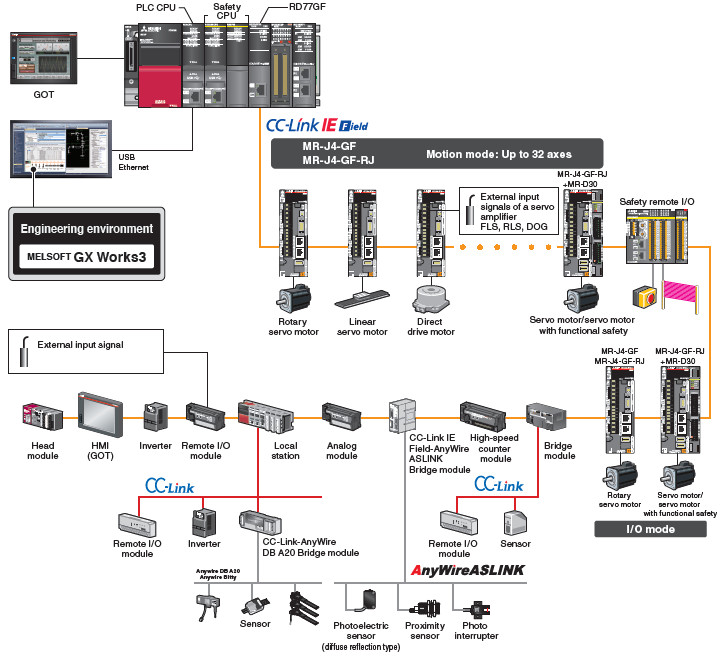 PLC CPU
Safety
CPU
RD77GF
GOT
CC-Link IE Field
USB
Ethernet
MR-J4-GF
MR-J4-GF-RJ
Motion mode: Up to 32 axes
Engineering environment
MELSOFT GX Works3
External input
signals of a servo
amplifier
FLS, RLS, DOG
MR-J4-GF-RJ
+MR-D30
Safety remote I/O
Rotary
servo motor
Linear
servo motor
Direct
drive motor
Servo motor/servo motor
with functional safety
External input signal
MR-J4-GF
MR-J4-GF-RJ
MR-J4-GF-RJ
+MR-D30
Head
module
HMI
(GOT)
Inverter
Remote I/O
module
Local
station
Analog
module
CC-Link IE
Field-AnyWire
ASLINK
Bridge module
High-speed
counter
module
Bridge
module
Rotary
servo motor
Servo motor/
servo motor
with functional safety
I/O mode
CC-Link
CC-Link
Remote I/O
module
Inverter
CC-Link-AnyWire
DB A20 Bridge module
Remote I/O
module
Sensor
AnyWireASLINK
Anywire DB A20
Anywire Bitty
Sensor
Photoelectric
sensor
(diffuse reflection type)
Proximity
sensor
Photo
interrupter